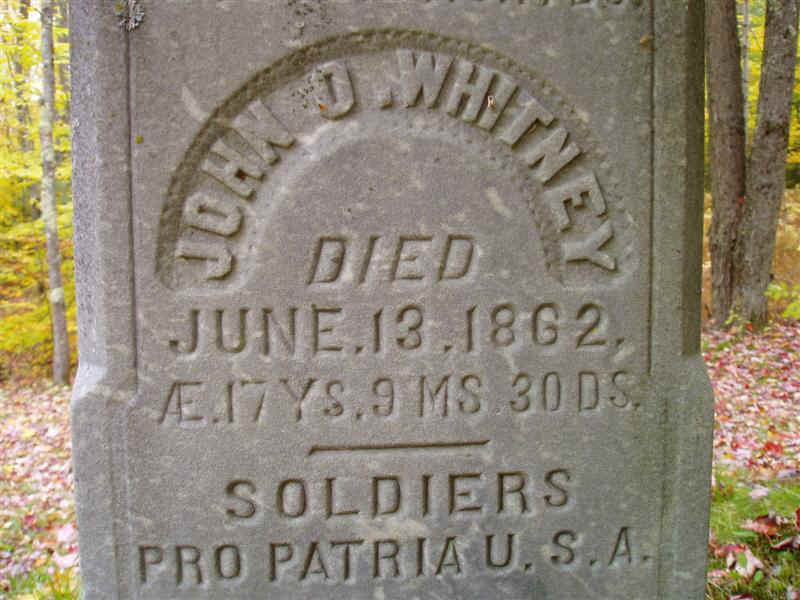 JOHN D. WHITNEY
DIED
JUNE.13.1862.
Æ.17 YS.9 MS 30 DS.
SOLDIERS
PRO PATRIA U.S.A.